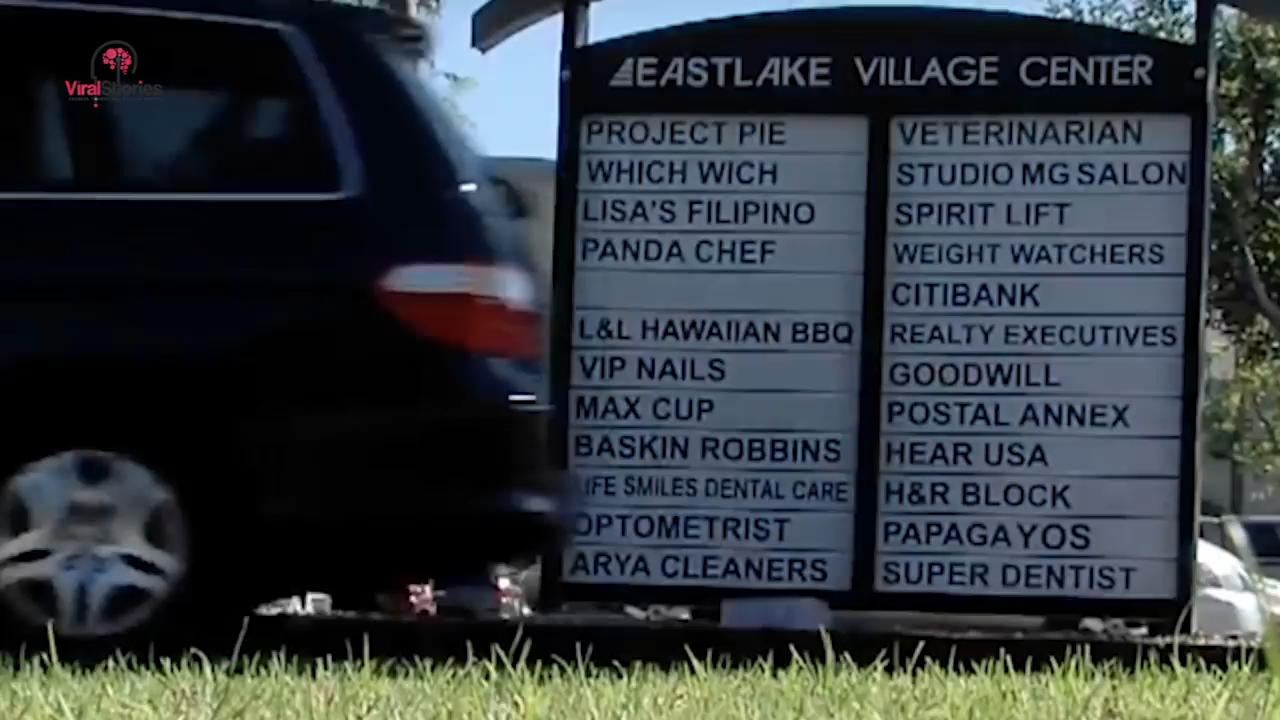 ViralStories
EASTLAKE VILLAGE CENTER
PROJECT PIE
WHICH WICH
LISA'S FILIPINO
PANDA CHEF
L&L HAWAIIAN BBQ
VIP NAILS
MAX CUP
BASKIN ROBBINS
LIFE SMILES DENTAL CARE
OPTOMETRIST
ARYA CLEANERS
VETERINARIAN
STUDIO MG SALON
SPIRIT LIFT
WEIGHT WATCHERS
CITIBANK
REALTY EXECUTIVES
GOODWILL
POSTAL ANNEX
HEAR USA
H&R BLOCK
PAPAGAYOS
SUPER DENTIST